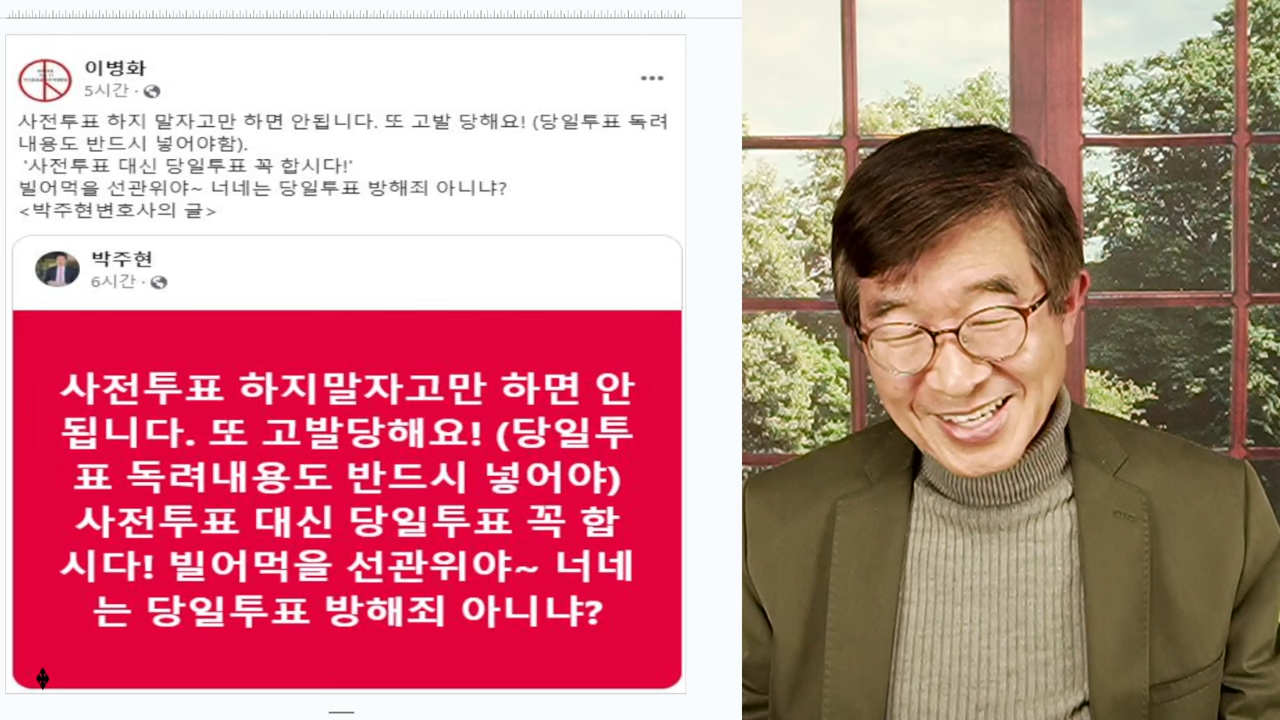 이병화
5시간 ·
사전투표 하지 말자고만 하면 안됩니다. 또 고발 당해요! (당일투표 독려
내용도 반드시 넣어야함).
'사전투표 대신 당일투표 꼭 합시다!'
빌어먹을 선관위야~ 너네는 당일투표 방해죄 아니냐?
<박주현변호사의 글>
박주현
6시간 ·
사전투표 하지말자고만 하면 안
됩니다. 또 고발당해요! (당일투
표 독려내용도 반드시 넣어야)
사전투표 대신 당일투표 꼭 합
시다! 빌어먹을 선관위야~ 너네
는 당일투표 방해죄 아니냐?